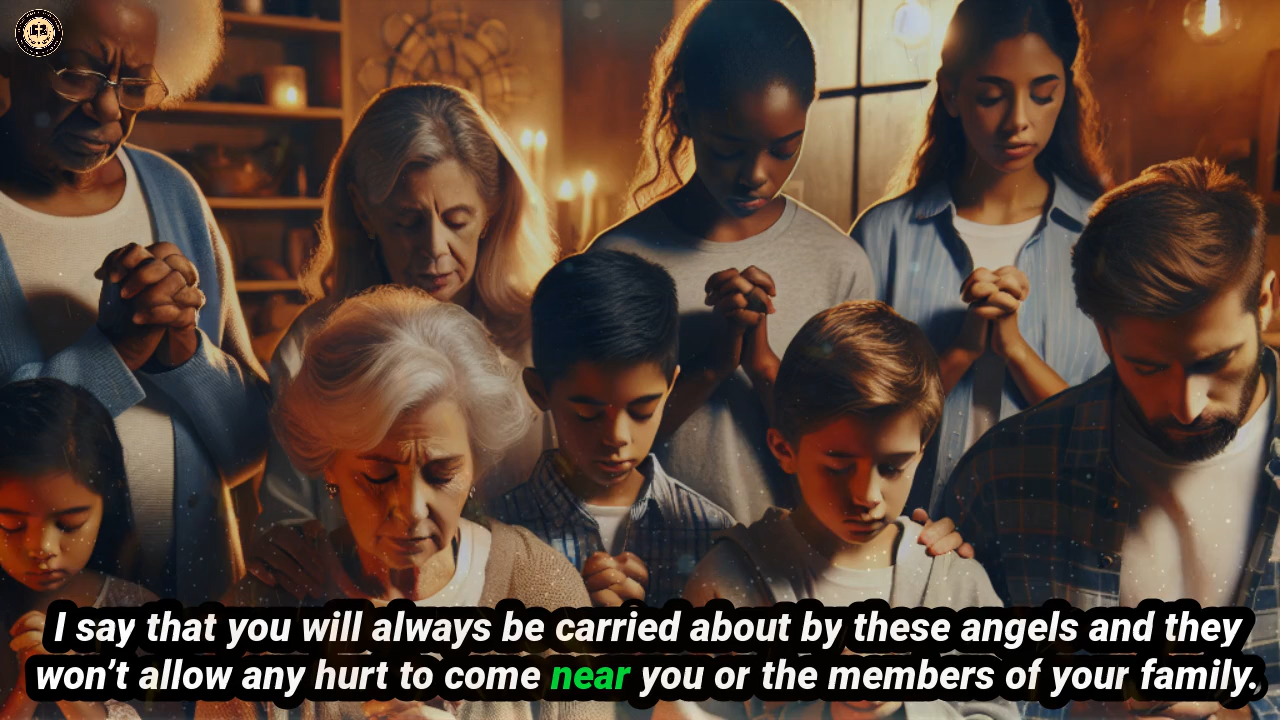 I say that you will always be carried about by these angels and they
won’t allow any hurt to come near you or the members of your family.